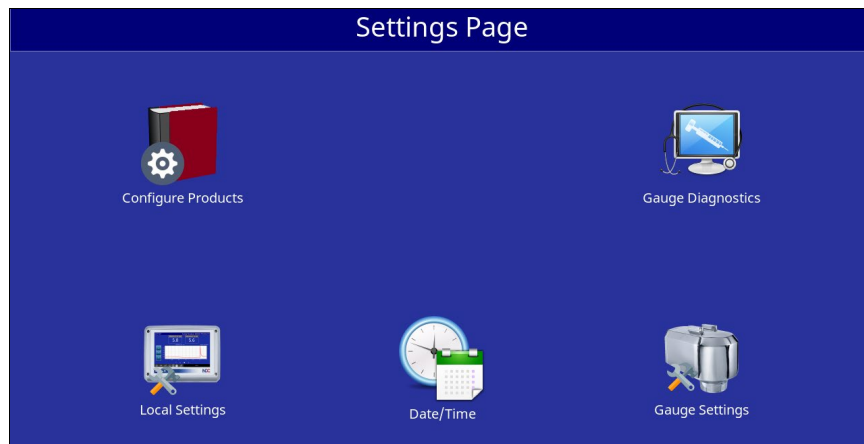 Settings Page
Configure Products
Gauge Diagnostics
Local Settings
Date/Time
Gauge Settings